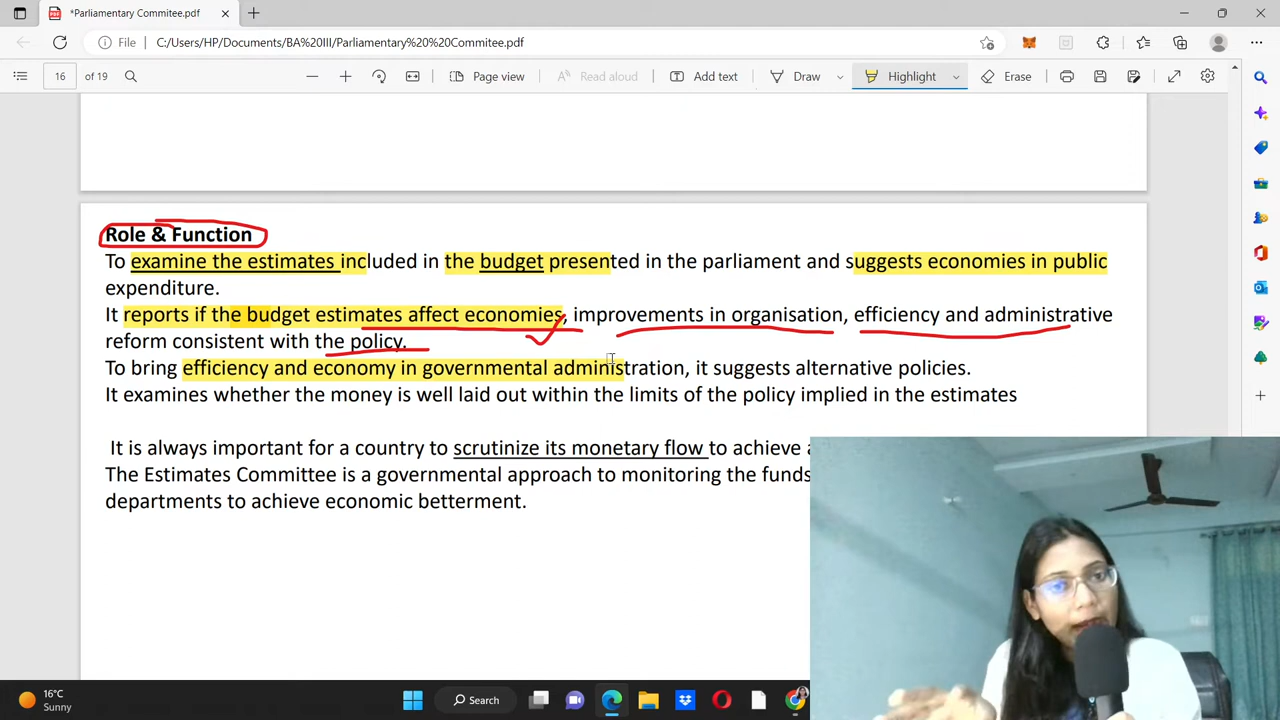 *Parliamentary Commitee.pdf
File
C:/Users/HP/Documents/BA%20III/Parliamentary%20%20Commitee.pdf
16 of 19
Page view
Read aloud
Add text
Draw
Highlight
Erase
Role & Function
To examine the estimates included in the budget presented in the parliament and suggests economies in public
expenditure.
It reports if the budget estimates affect economies, improvements in organisation, efficiency and administrative
reform consistent with the policy.
To bring efficiency and economy in governmental administration, it suggests alternative policies.
It examines whether the money is well laid out within the limits of the policy implied in the estimates
It is always important for a country to scrutinize its monetary flow to achieve
The Estimates Committee is a governmental approach to monitoring the funds
departments to achieve economic betterment.
16°C
Sunny
Search